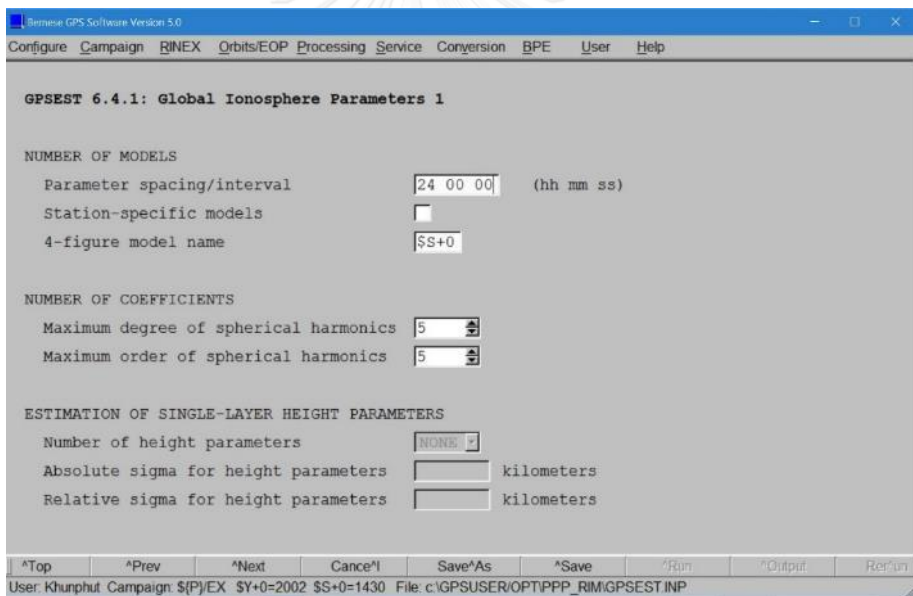 Bernese GPS Software Version 5.0
Configure Campaign RINEX Orbits/EOP Processing Service Conversion BPE User Help
GPSEST 6.4.1: Global Ionosphere Parameters 1
NUMBER OF MODELS
Parameter spacing/interval 24 00 00 (hh mm ss)
Station-specific models
4-figure model name $S+0
NUMBER OF COEFFICIENTS
Maximum degree of spherical harmonics 5
Maximum order of spherical harmonics 5
ESTIMATION OF SINGLE-LAYER HEIGHT PARAMETERS
Number of height parameters NONE
Absolute sigma for height parameters kilometers
Relative sigma for height parameters kilometers
^Top ^Prev ^Next Cance^l Save^As ^Save ^Run ^Output Rer^un
User: Khunphut Campaign: ${P}/EX $Y+0=2002 $S+0=1430 File: c:\GPSUSER/OPT\PPP_RIM\GPSEST.INP